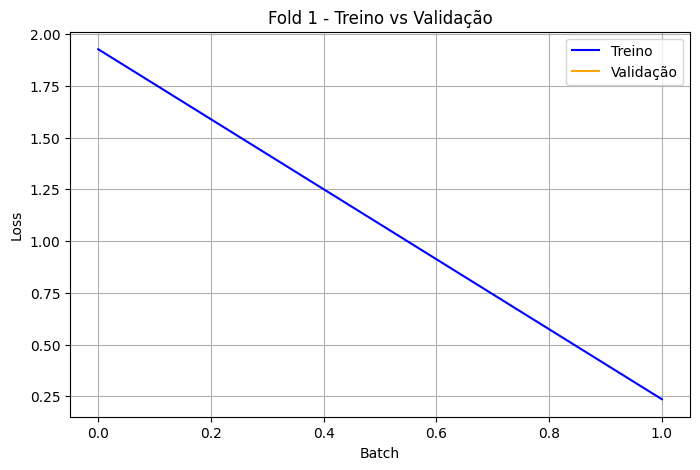 Fold 1 - Treino vs Validação
Treino
Validação
2.00
1.75
1.50
1.25
1.00
0.75
0.50
0.25
Loss
0.0 0.2 0.4 0.6 0.8 1.0
Batch